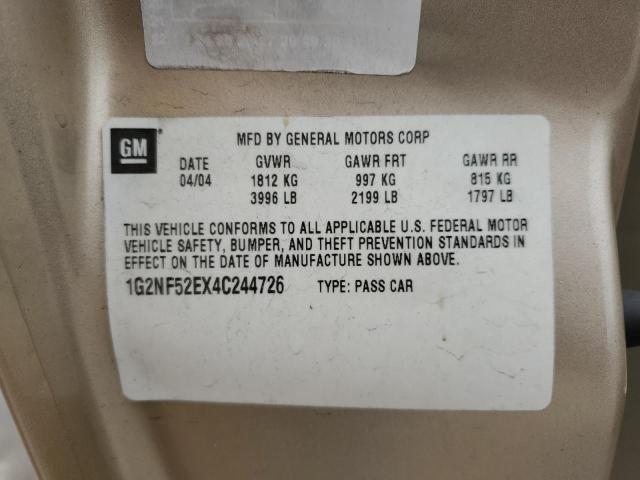 GM
MFD BY GENERAL MOTORS CORP
DATE GVWR GAWR FRT GAWR RR
04/04 1812 KG 997 KG 815 KG
3996 LB 2199 LB 1797 LB
THIS VEHICLE CONFORMS TO ALL APPLICABLE U.S. FEDERAL MOTOR
VEHICLE SAFETY, BUMPER, AND THEFT PREVENTION STANDARDS IN
EFFECT ON THE DATE OF MANUFACTURE SHOWN ABOVE.
1G2NF52EX4C244726 TYPE: PASS CAR